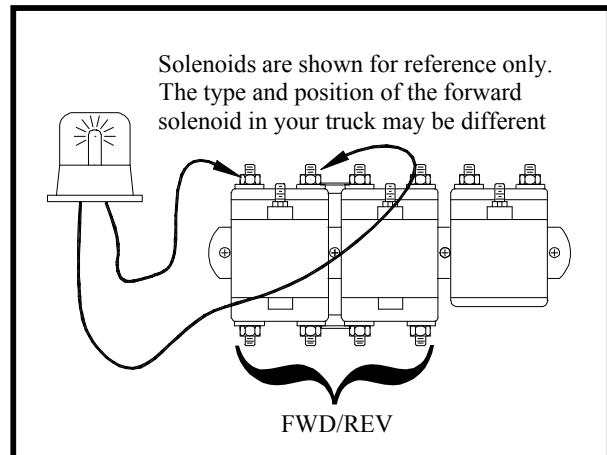 Solenoids are shown for reference only.
The type and position of the forward
solenoid in your truck may be different
FWD/REV